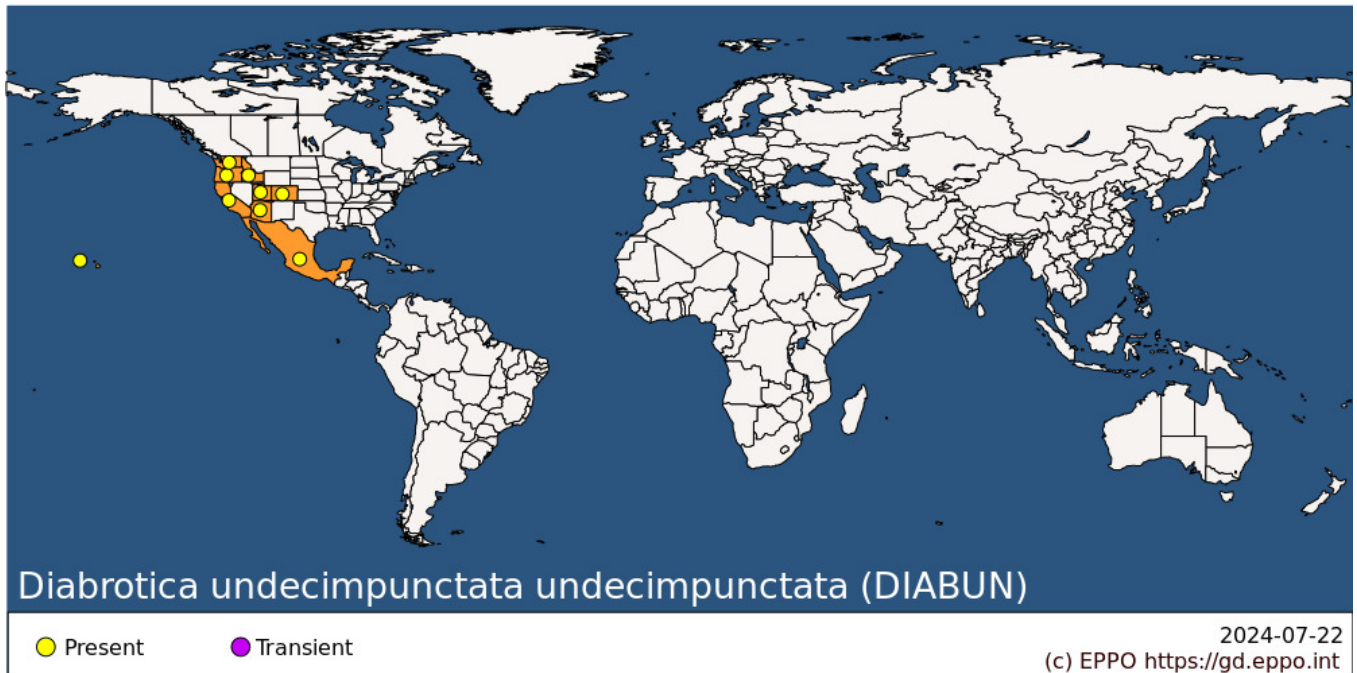 Diabrotica undecimpunctata undecimpunctata (DIABUN)
Present
Transient
2024-07-22
(c) EPPO https://gd.eppo.int